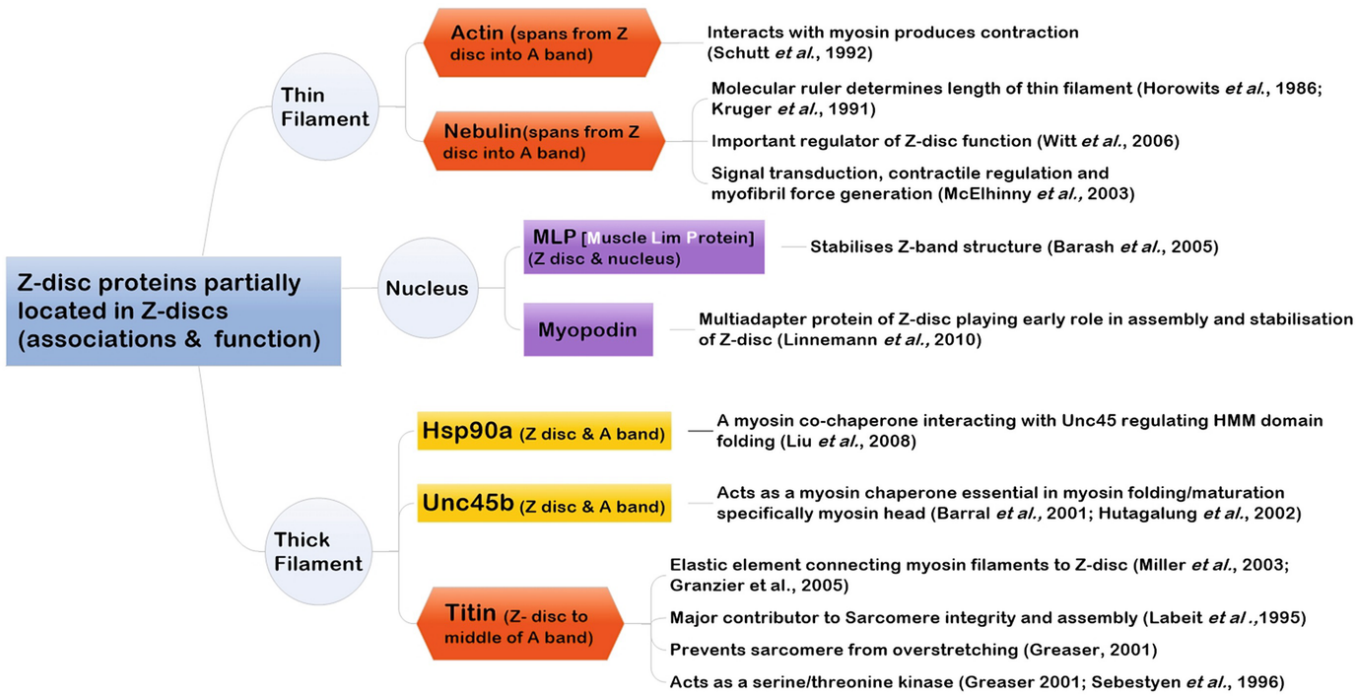 Actin (spans from Z
disc into A band)
Interacts with myosin produces contraction
(Schutt et al., 1992)
Thin
Filament
Molecular ruler determines length of thin filament (Horowits et al., 1986;
Kruger et al., 1991)
Nebulin(spans from Z
disc into A band)
Important regulator of Z-disc function (Witt et al., 2006)
Signal transduction, contractile regulation and
myofibril force generation (McElhinny et al., 2003)
MLP [Muscle Lim Protein]
(Z disc & nucleus)
Stabilises Z-band structure (Barash et al., 2005)
Z-disc proteins partially
located in Z-discs
(associations & function)
Nucleus
Myopodin
Multiadapter protein of Z-disc playing early role in assembly and stabilisation
of Z-disc (Linnemann et al., 2010)
Hsp90a (Z disc & A band)
A myosin co-chaperone interacting with Unc45 regulating HMM domain
folding (Liu et al., 2008)
Unc45b (Z disc & A band)
Acts as a myosin chaperone essential in myosin folding/maturation
specifically myosin head (Barral et al., 2001; Hutagalung et al., 2002)
Thick
Filament
Elastic element connecting myosin filaments to Z-disc (Miller et al., 2003;
Granzier et al., 2005)
Titin (Z- disc to
middle of A band)
Major contributor to Sarcomere integrity and assembly (Labeit et al .,1995)
Prevents sarcomere from overstretching (Greaser, 2001)
Acts as a serine/threonine kinase (Greaser 2001; Sebestyen et al., 1996)